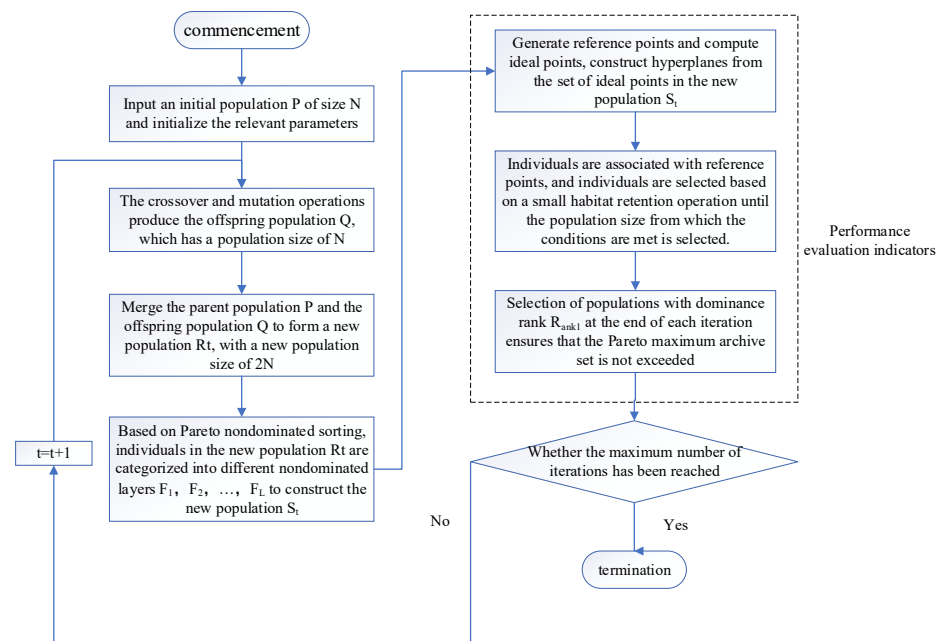 commencement
Input an initial population P of size N
and initialize the relevant parameters
The crossover and mutation operations
produce the offspring population Q,
which has a population size of N
Merge the parent population P and the
offspring population Q to form a new
population Rt, with a new population
size of 2N
Based on Pareto nondominated sorting,
individuals in the new population Rt are
categorized into different nondominated
layers F₁，F₂，…，F_L to construct the
new population S_t
t=t+1
Generate reference points and compute
ideal points, construct hyperplanes from
the set of ideal points in the new
population S_t
Individuals are associated with reference
points, and individuals are selected based
on a small habitat retention operation until
the population size from which the
conditions are met is selected.
Selection of populations with dominance
rank R_ank1 at the end of each iteration
ensures that the Pareto maximum archive
set is not exceeded
Performance
evaluation indicators
Whether the maximum number of
iterations has been reached
No
Yes
termination